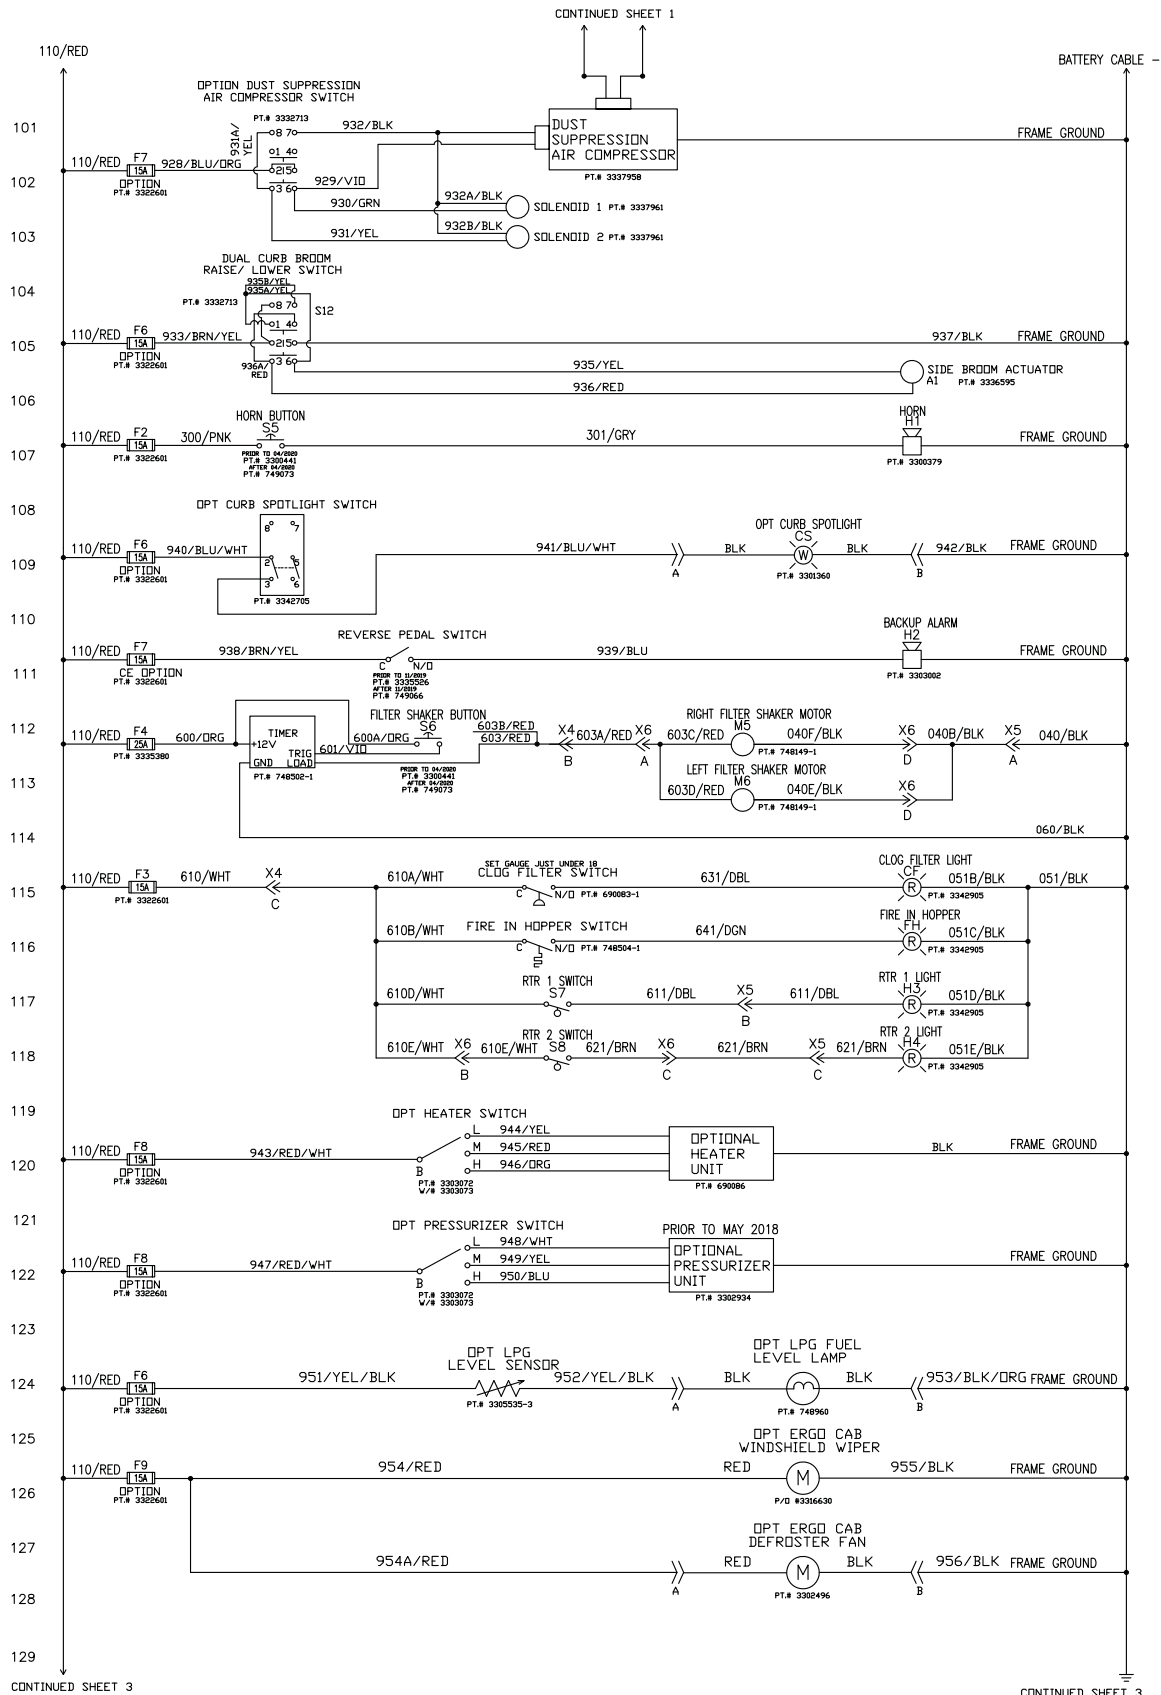 CONTINUED SHEET 1
110/RED
BATTERY CABLE -
OPTION DUST SUPPRESSION
AIR COMPRESSOR SWITCH
PT.# 3332713
101
931A/
YEL
8 7
932/BLK
DUST
SUPPRESSION
AIR COMPRESSOR
FRAME GROUND
1 4
110/RED
F7
15A
928/BLU/ORG
2 5
PT.# 3337958
102
OPTION
PT.# 3322601
3 6
929/VIO
930/GRN
932A/BLK
SOLENOID 1 PT.# 3337961
103
931/YEL
932B/BLK
SOLENOID 2 PT.# 3337961
DUAL CURB BROOM
RAISE/ LOWER SWITCH
104
935B/YEL
935A/YEL
PT.# 3332713
8 7
S12
1 4
110/RED
F6
15A
933/BRN/YEL
2 5
937/BLK
FRAME GROUND
105
OPTION
PT.# 3322601
936A/
RED
3 6
935/YEL
SIDE BROOM ACTUATOR
A1
PT.# 3336595
936/RED
106
HORN BUTTON
S5
HORN
H1
110/RED
F2
15A
300/PNK
301/GRY
FRAME GROUND
107
PT.# 3322601
PRIOR TO 04/2020
PT.# 3300441
AFTER 04/2020
PT.# 749073
PT.# 3300379
108
OPT CURB SPOTLIGHT SWITCH
8 7
OPT CURB SPOTLIGHT
CS
110/RED
F6
15A
940/BLU/WHT
2 5
941/BLU/WHT
A
BLK
W
BLK
B
942/BLK
FRAME GROUND
109
OPTION
PT.# 3322601
3 6
PT.# 3301360
PT.# 3342705
110
REVERSE PEDAL SWITCH
BACKUP ALARM
H2
110/RED
F7
15A
938/BRN/YEL
C
N/O
939/BLU
FRAME GROUND
111
CE OPTION
PT.# 3322601
PRIOR TO 11/2019
PT.# 3335526
AFTER 11/2019
PT.# 749066
PT.# 3303002
112
FILTER SHAKER BUTTON
S6
RIGHT FILTER SHAKER MOTOR
M5
110/RED
F4
25A
600/ORG
TIMER
+12V
TRIG
GND LOAD
600A/ORG
601/VIO
603B/RED
603/RED
X4
B
603A/RED
X6
A
603C/RED
040F/BLK
X6
D
040B/BLK
X5
A
040/BLK
PT.# 3335380
PT.# 748502-1
PT.# 748149-1
PRIOR TO 04/2020
PT.# 3300441
AFTER 04/2020
PT.# 749073
LEFT FILTER SHAKER MOTOR
M6
113
603D/RED
040E/BLK
X6
D
PT.# 748149-1
114
060/BLK
SET GAUGE JUST UNDER 18
CLOG FILTER SWITCH
CLOG FILTER LIGHT
CF
110/RED
F3
15A
610/WHT
X4
C
610A/WHT
C
N/O PT.# 690083-1
631/DBL
R
051B/BLK
051/BLK
115
PT.# 3322601
PT.# 3342905
FIRE IN HOPPER SWITCH
FIRE IN HOPPER
FH
116
610B/WHT
C
N/O PT.# 748504-1
641/DGN
R
051C/BLK
PT.# 3342905
RTR 1 SWITCH
S7
RTR 1 LIGHT
H3
117
610D/WHT
611/DBL
X5
B
611/DBL
R
051D/BLK
PT.# 3342905
RTR 2 SWITCH
S8
RTR 2 LIGHT
H4
118
610E/WHT
X6
B
610E/WHT
621/BRN
X6
C
621/BRN
X5
C
621/BRN
R
051E/BLK
PT.# 3342905
119
OPT HEATER SWITCH
110/RED
F8
15A
943/RED/WHT
B
L
M
H
944/YEL
945/RED
946/ORG
OPTIONAL
HEATER
UNIT
BLK
FRAME GROUND
120
OPTION
PT.# 3322601
PT.# 3303072
W/# 3303073
PT.# 690086
121
OPT PRESSURIZER SWITCH
PRIOR TO MAY 2018
110/RED
F8
15A
947/RED/WHT
B
L
M
H
948/WHT
949/YEL
950/BLU
OPTIONAL
PRESSURIZER
UNIT
FRAME GROUND
122
OPTION
PT.# 3322601
PT.# 3303072
W/# 3303073
PT.# 3302934
123
OPT LPG
LEVEL SENSOR
OPT LPG FUEL
LEVEL LAMP
110/RED
F6
15A
951/YEL/BLK
952/YEL/BLK
A
BLK
BLK
B
953/BLK/ORG
FRAME GROUND
124
OPTION
PT.# 3322601
PT.# 3305535-3
PT.# 748960
125
OPT ERGO CAB
WINDSHIELD WIPER
110/RED
F9
15A
954/RED
RED
M
955/BLK
FRAME GROUND
126
OPTION
PT.# 3322601
P/O #3316630
127
OPT ERGO CAB
DEFROSTER FAN
954A/RED
A
RED
M
BLK
B
956/BLK
FRAME GROUND
128
PT.# 3302496
129
CONTINUED SHEET 3
CONTINUED SHEET 3